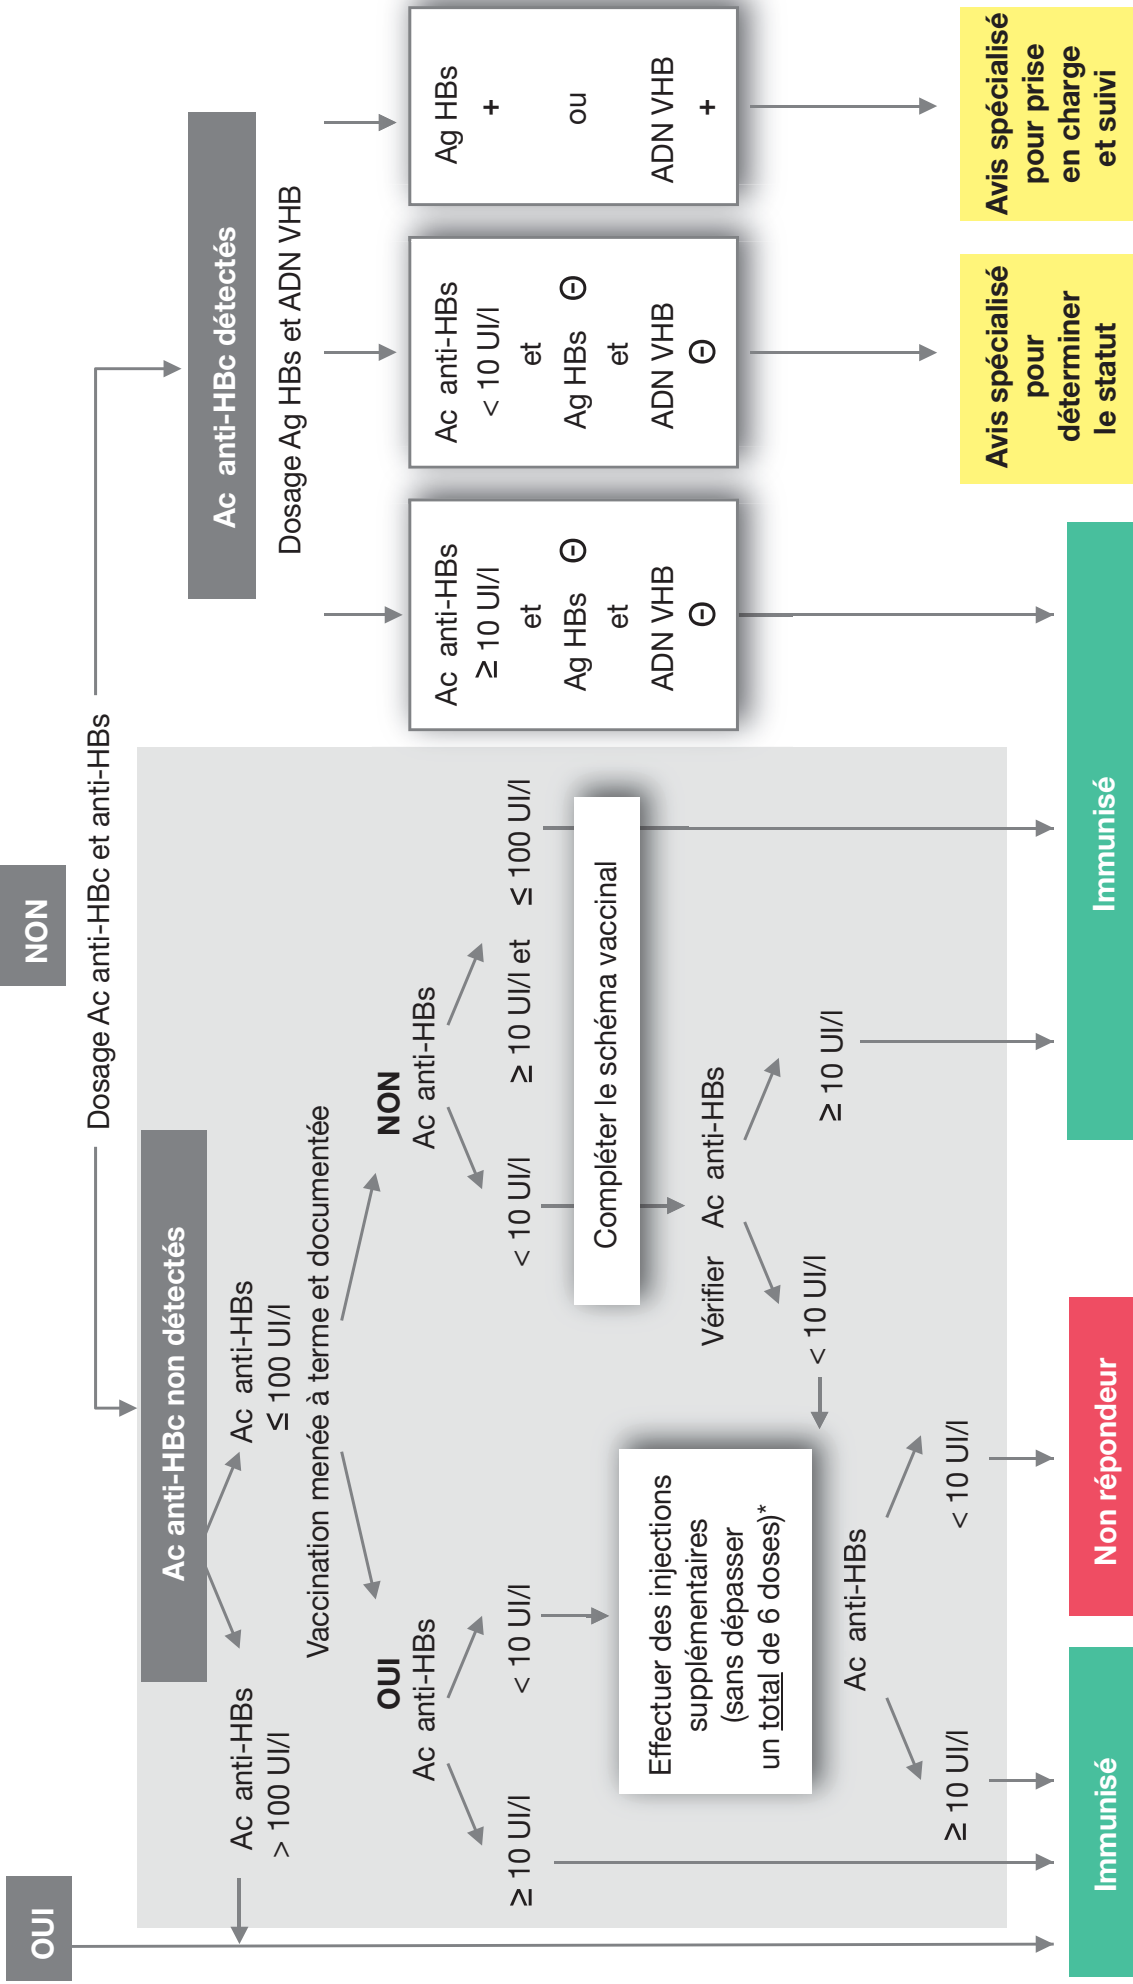 OUI
NON
Dosage Ac anti-HBc et anti-HBs
Ac anti-HBc non détectés
Ac anti-HBc détectés
Ac anti-HBs
> 100 UI/l
Ac anti-HBs
≤ 100 UI/l
Vaccination menée à terme et documentée
OUI
Ac anti-HBs
NON
Ac anti-HBs
≥ 10 UI/l
< 10 UI/l
< 10 UI/l
≥ 10 UI/l et ≤ 100 UI/l
Compléter le schéma vaccinal
Vérifier Ac anti-HBs
< 10 UI/l
≥ 10 UI/l
Effectuer des injections
supplémentaires
(sans dépasser
un total de 6 doses)*
Ac anti-HBs
≥ 10 UI/l
< 10 UI/l
Dosage Ag HBs et ADN VHB
Ac anti-HBs
≥ 10 UI/l
et
Ag HBs ⊖
et
ADN VHB
⊖
Ac anti-HBs
< 10 UI/l
et
Ag HBs ⊖
et
ADN VHB
⊖
Ag HBs
+
ou
ADN VHB
+
Immunisé
Non répondeur
Immunisé
Avis spécialisé
pour
déterminer
le statut
Avis spécialisé
pour prise
en charge
et suivi